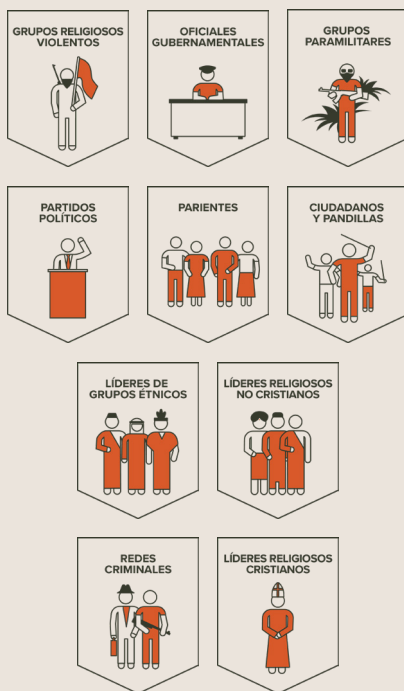 GRUPOS RELIGIOSOS
VIOLENTOS
OFICIALES
GUBERNAMENTALES
GRUPOS
PARAMILITARES
PARTIDOS
POLÍTICOS
PARIENTES
CIUDADANOS
Y PANDILLAS
LÍDERES DE
GRUPOS ÉTNICOS
LÍDERES RELIGIOSOS
NO CRISTIANOS
REDES
CRIMINALES
LÍDERES RELIGIOSOS
CRISTIANOS